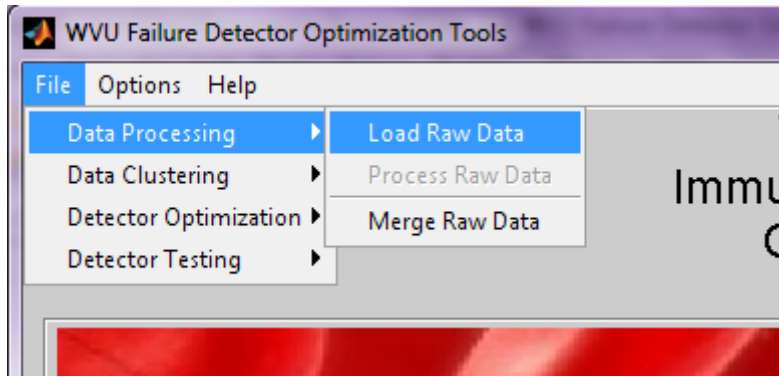 WVU Failure Detector Optimization Tools
File Options Help
Data Processing
Data Clustering
Detector Optimization
Detector Testing
Load Raw Data
Process Raw Data
Merge Raw Data